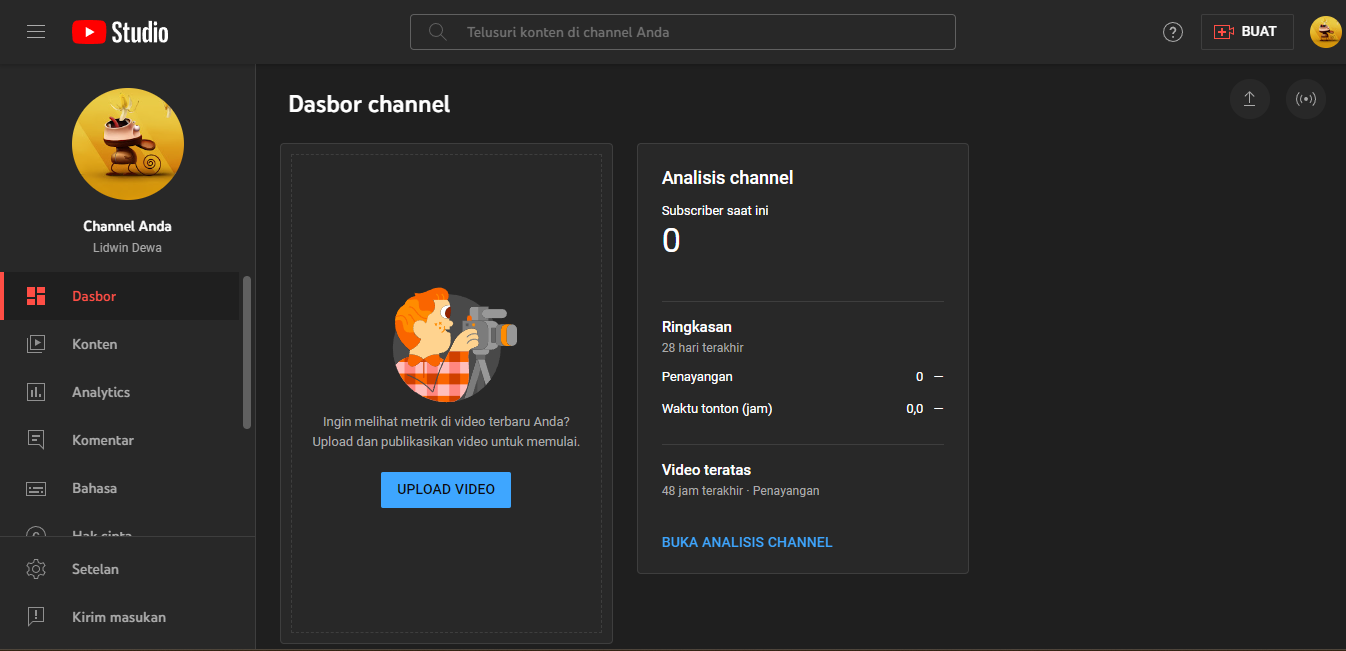 Studio
Telusuri konten di channel Anda
BUAT
Channel Anda
Lidwin Dewa
Dasbor
Konten
Analytics
Komentar
Bahasa
Hak cipta
Setelan
Kirim masukan
Dasbor channel
Ingin melihat metrik di video terbaru Anda?
Upload dan publikasikan video untuk memulai.
UPLOAD VIDEO
Analisis channel
Subscriber saat ini
0
Ringkasan
28 hari terakhir
Penayangan 0 —
Waktu tonton (jam) 0,0 —
Video teratas
48 jam terakhir · Penayangan
BUKA ANALISIS CHANNEL